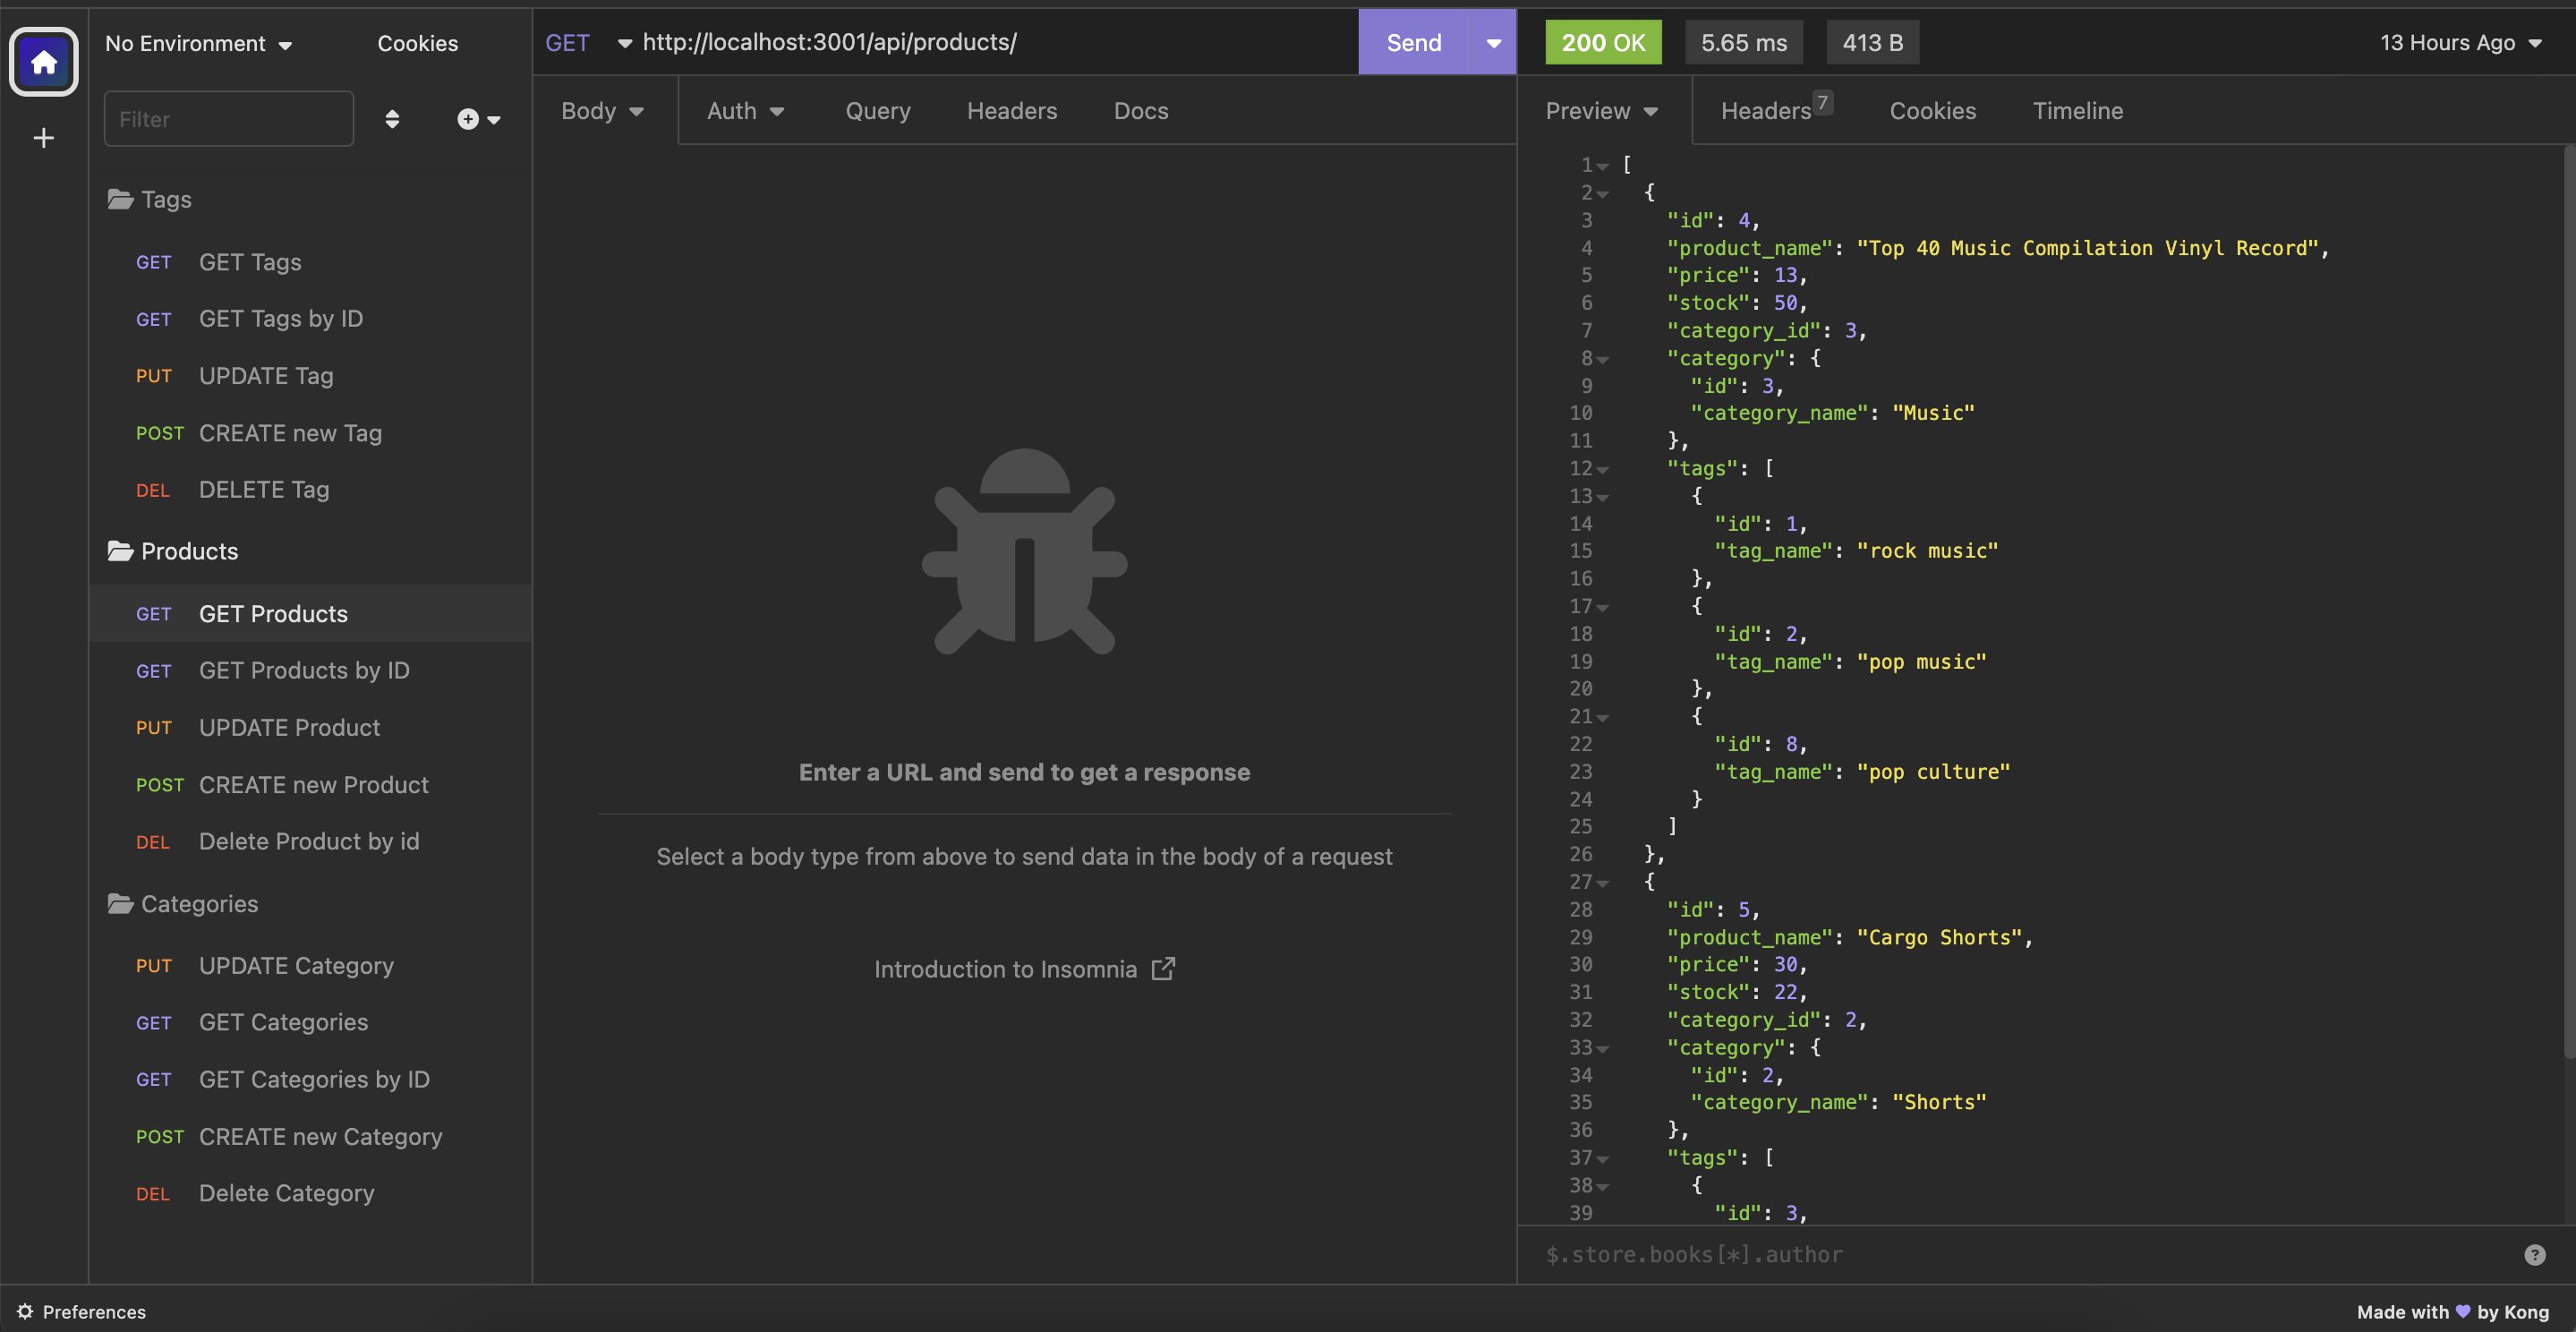 No Environment
Cookies
Filter
Tags
GET GET Tags
GET GET Tags by ID
PUT UPDATE Tag
POST CREATE new Tag
DEL DELETE Tag
Products
GET GET Products
GET GET Products by ID
PUT UPDATE Product
POST CREATE new Product
DEL Delete Product by id
Categories
PUT UPDATE Category
GET GET Categories
GET GET Categories by ID
POST CREATE new Category
DEL Delete Category
GET http://localhost:3001/api/products/ Send
Body Auth Query Headers Docs
Enter a URL and send to get a response
Select a body type from above to send data in the body of a request
Introduction to Insomnia
200 OK 5.65 ms 413 B 13 Hours Ago
Preview Headers 7 Cookies Timeline
1 [
2 {
3 "id": 4,
4 "product_name": "Top 40 Music Compilation Vinyl Record",
5 "price": 13,
6 "stock": 50,
7 "category_id": 3,
8 "category": {
9 "id": 3,
10 "category_name": "Music"
11 },
12 "tags": [
13 {
14 "id": 1,
15 "tag_name": "rock music"
16 },
17 {
18 "id": 2,
19 "tag_name": "pop music"
20 },
21 {
22 "id": 8,
23 "tag_name": "pop culture"
24 }
25 ]
26 },
27 {
28 "id": 5,
29 "product_name": "Cargo Shorts",
30 "price": 30,
31 "stock": 22,
32 "category_id": 2,
33 "category": {
34 "id": 2,
35 "category_name": "Shorts"
36 },
37 "tags": [
38 {
39 "id": 3,
$.store.books[*].author
?
Preferences
Made with by Kong